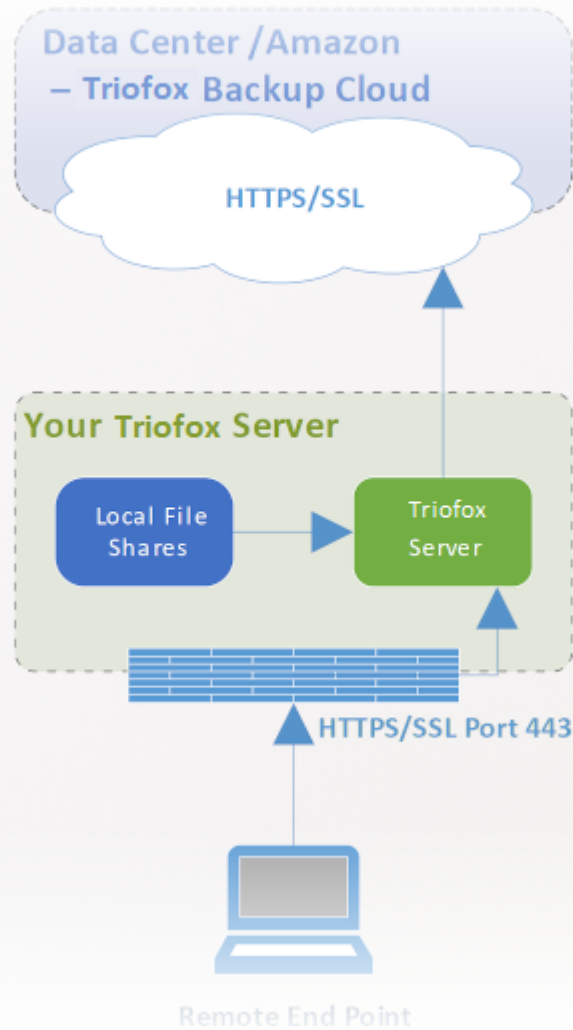 Data Center /Amazon
– Triofox Backup Cloud
HTTPS/SSL
Your Triofox Server
Local File
Shares
Triofox
Server
HTTPS/SSL Port 443
Remote End Point